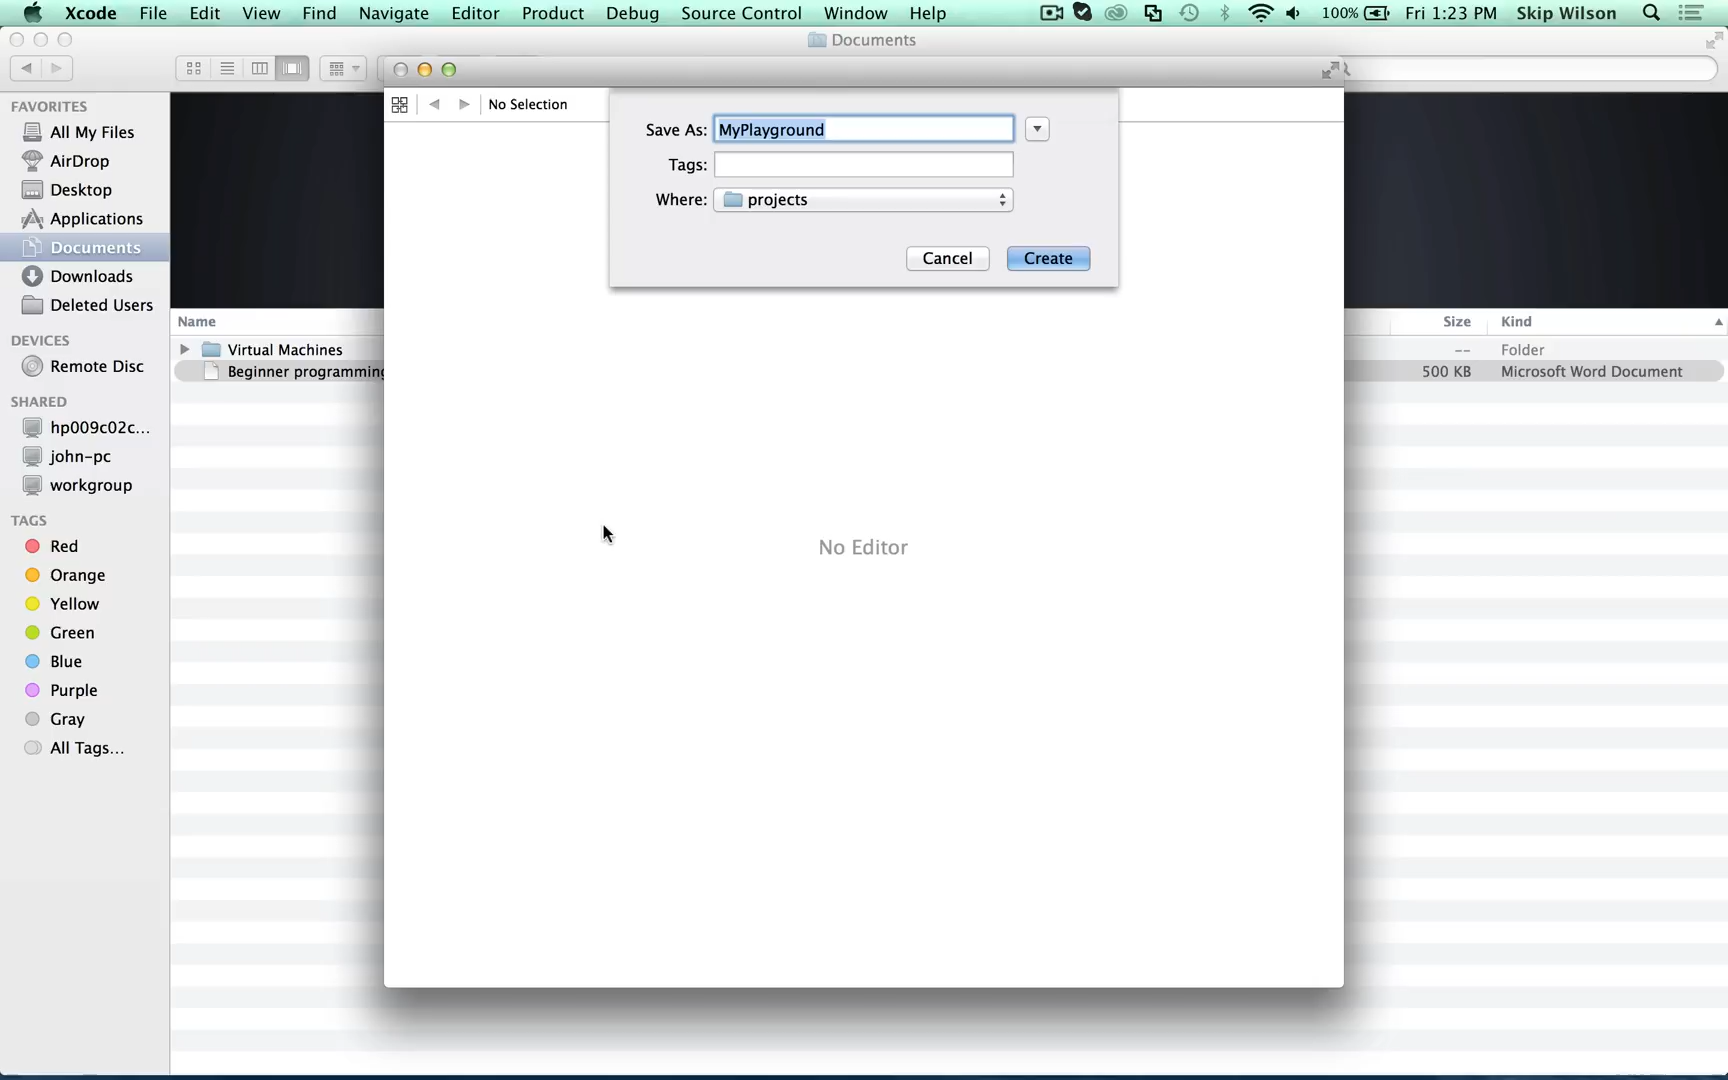 Xcode File Edit View Find Navigate Editor Product Debug Source Control Window Help 100% Fri 1:23 PM Skip Wilson
Documents
FAVORITES
All My Files
AirDrop
Desktop
Applications
Documents
Downloads
Deleted Users
DEVICES
Remote Disc
SHARED
hp009c02c...
john-pc
workgroup
TAGS
Red
Orange
Yellow
Green
Blue
Purple
Gray
All Tags...
No Selection
Save As: MyPlayground
Tags:
Where: projects
Cancel Create
No Editor
Name Size Kind
Virtual Machines -- Folder
Beginner programming 500 KB Microsoft Word Document